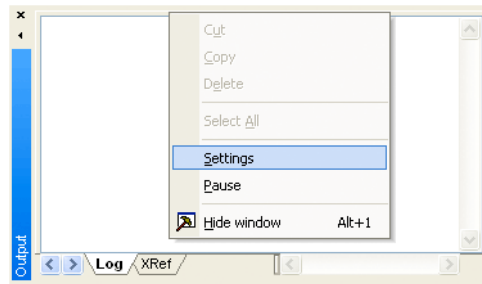 Cut
Copy
Delete
Select All
Settings
Pause
Hide window Alt+1
Output
Log XRef